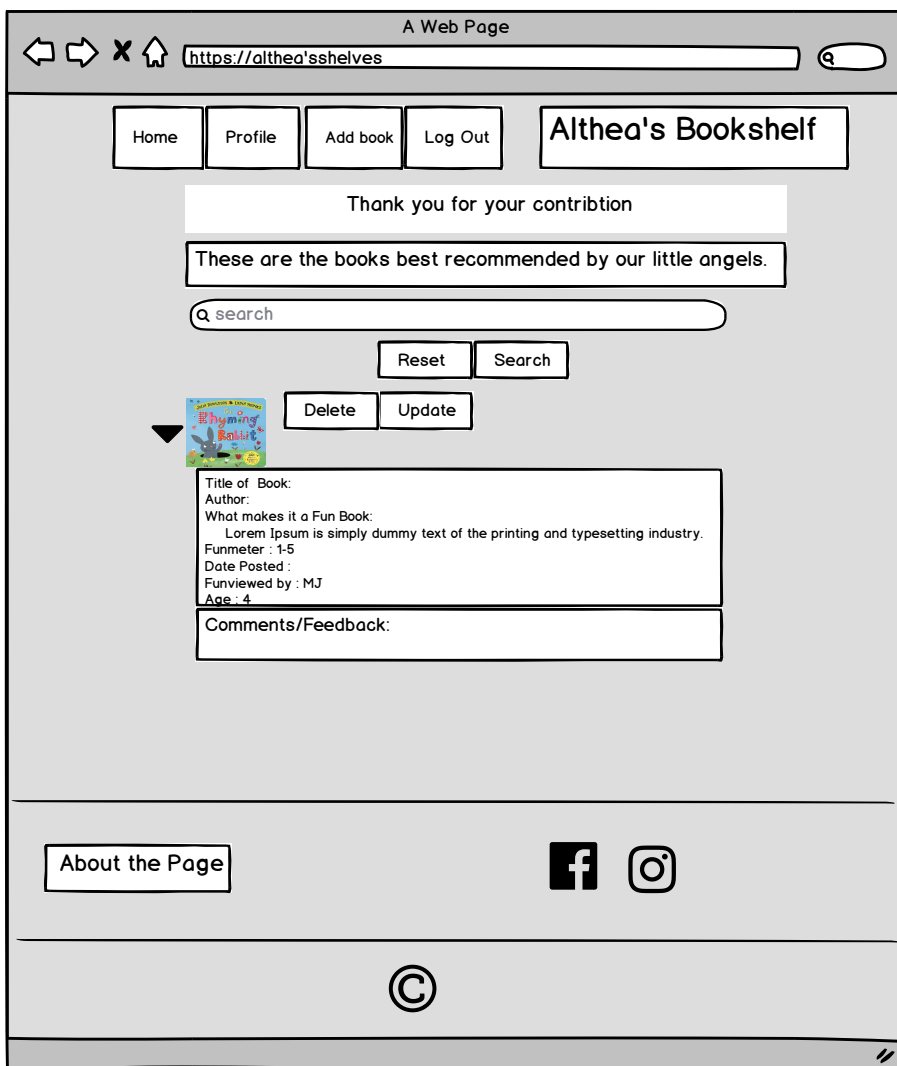 A Web Page
https://althea'sshelves
Home
Profile
Add book
Log Out
Althea's Bookshelf
Thank you for your contribtion
These are the books best recommended by our little angels.
search
Reset
Search
Rhyming
Rabbit
Delete
Update
Title of Book:
Author:
What makes it a Fun Book:
Lorem Ipsum is simply dummy text of the printing and typesetting industry.
Funmeter : 1-5
Date Posted :
Funviewed by : MJ
Age : 4
Comments/Feedback:
About the Page
©